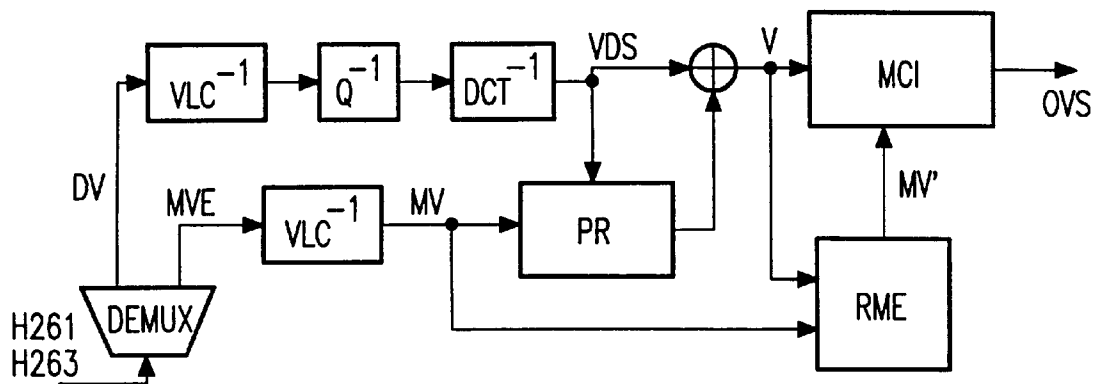 VLC⁻¹
Q⁻¹
DCT⁻¹
VDS
V
MCI
OVS
DV
MVE
VLC⁻¹
MV
PR
MV'
RME
DEMUX
H261
H263